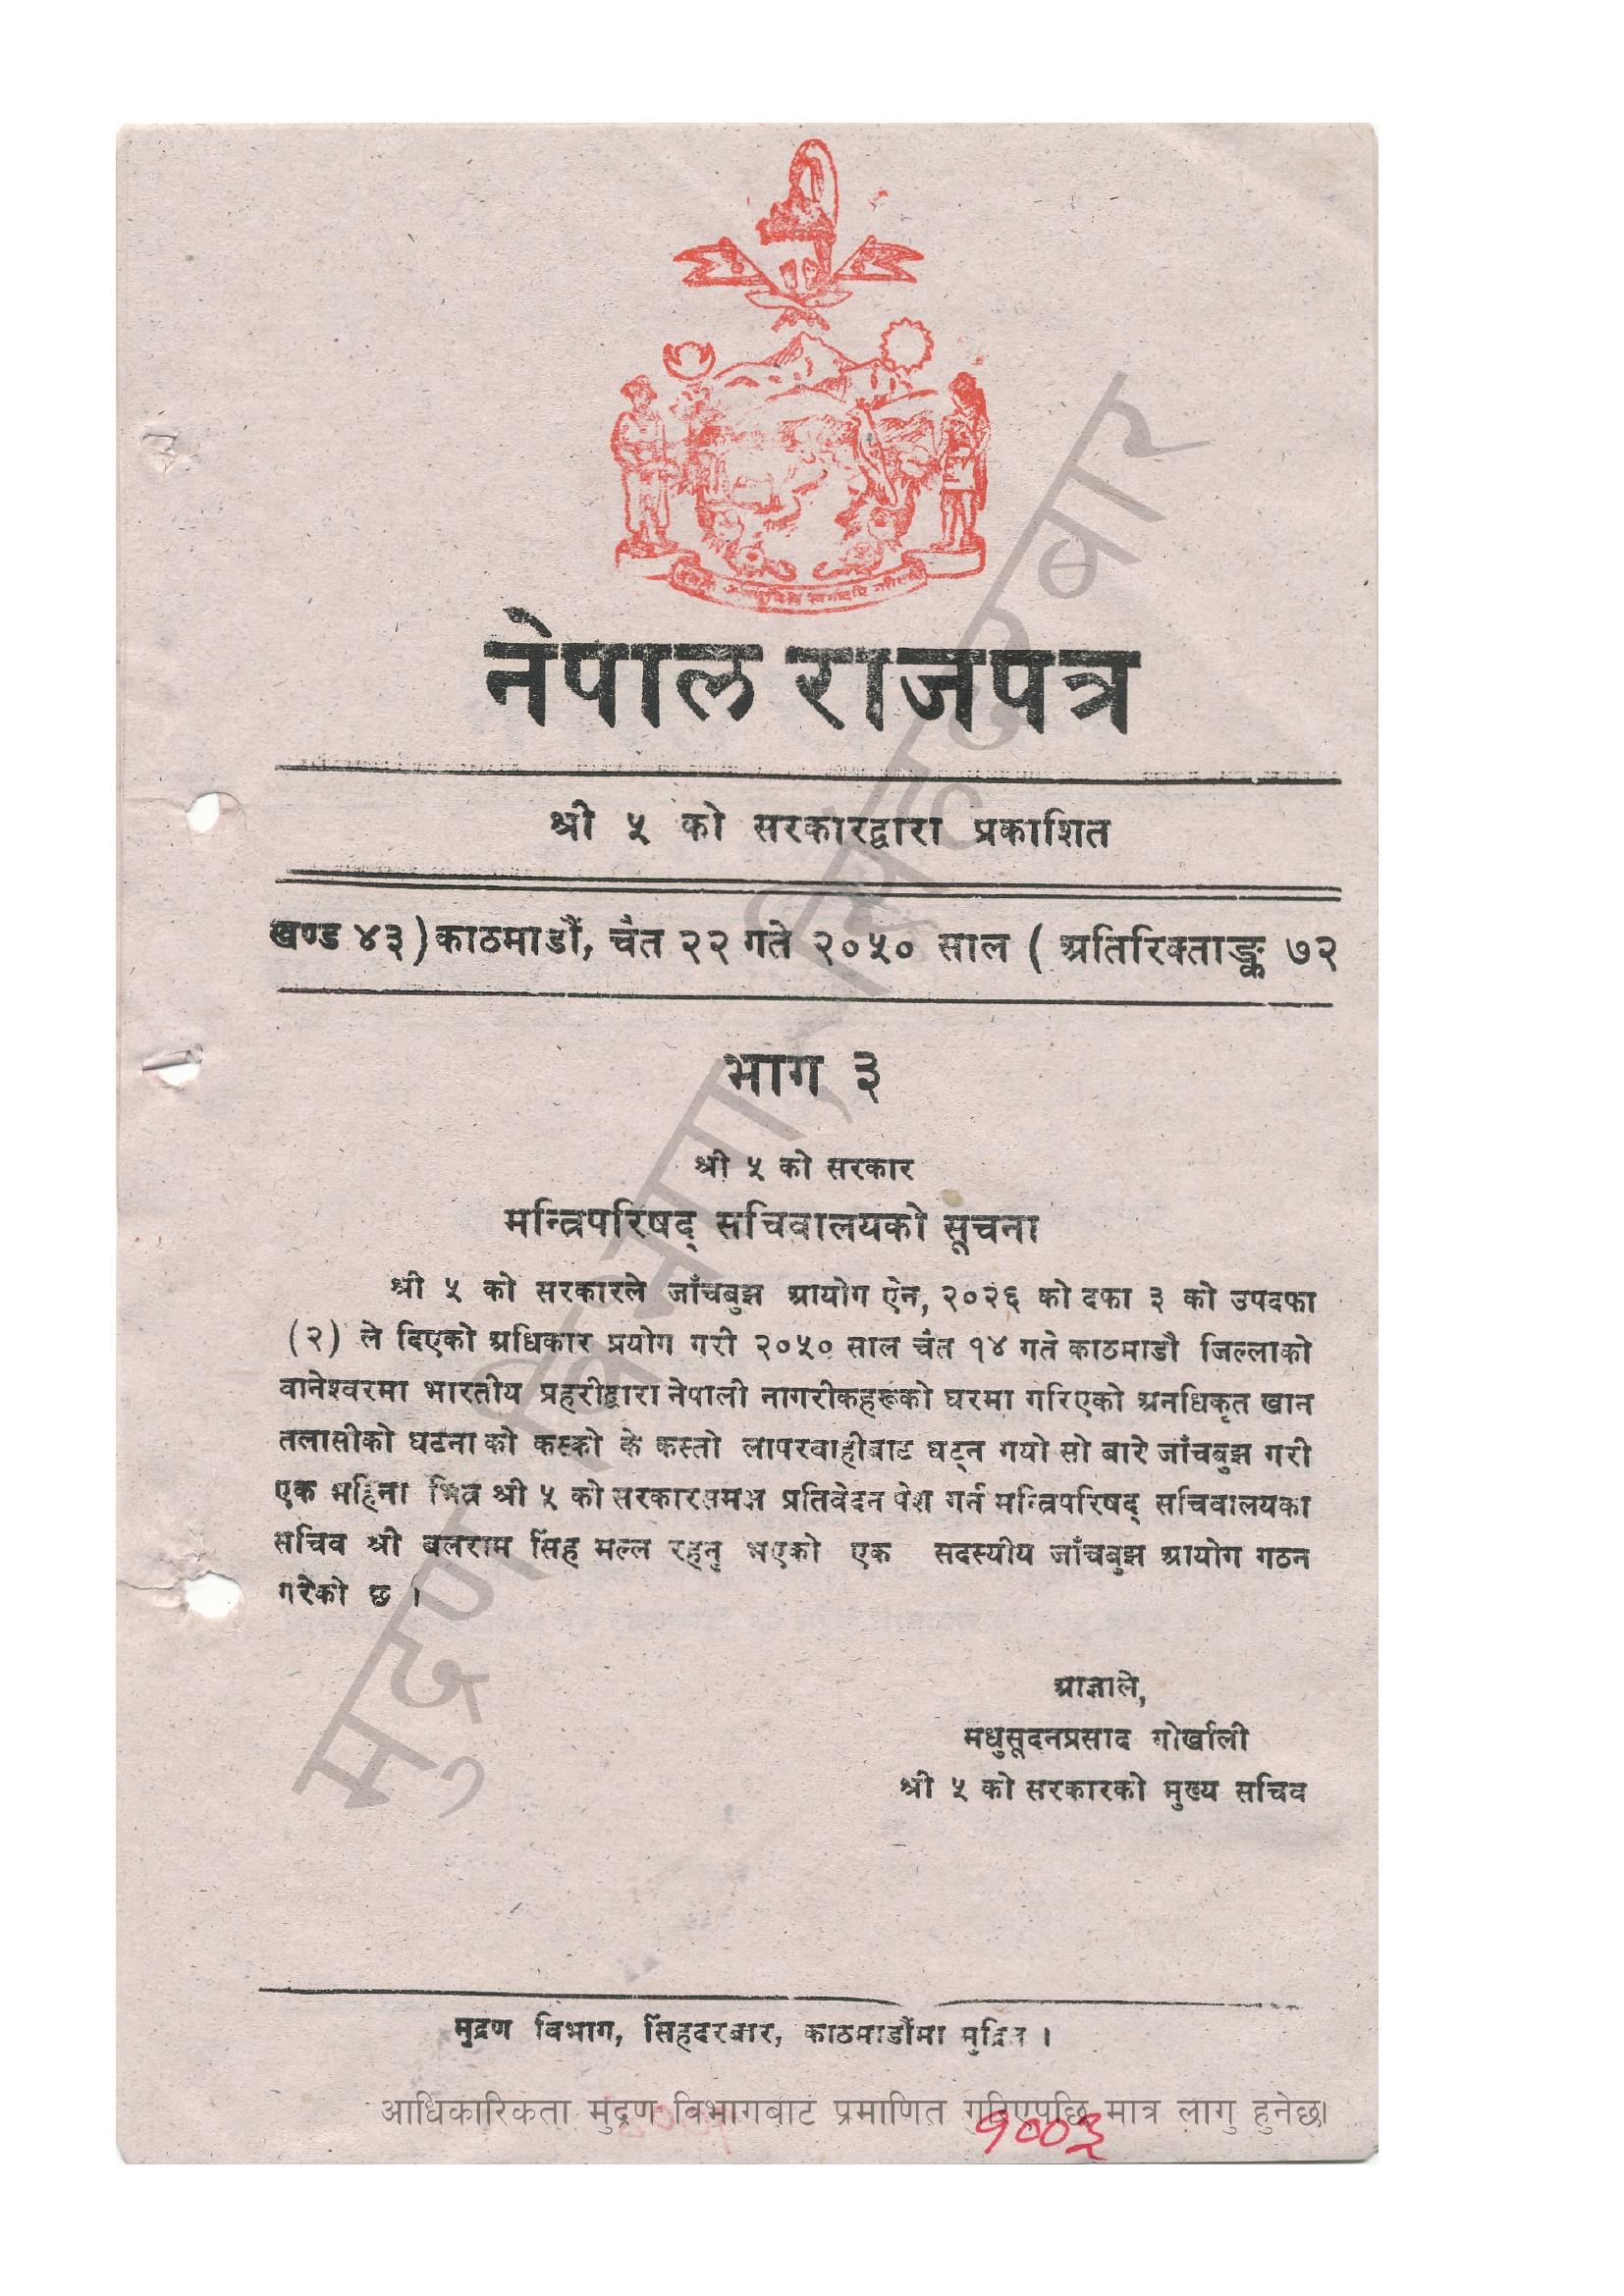 नेपाल राजपत्र
श्री ५ को सरकारद्वारा प्रकाशित
खण्ड ४३) काठमाडौं, चैत २२ गते २०५० साल ( अतिरिक्ताङ्क ७२
भाग ३
श्री ५ को सरकार
मन्त्रिपरिषद् सचिवालयको सूचना
श्री ५ को सरकारले जाँचबुझ आयोग ऐन, २०२६ को दफा ३ को उपदफा
(२) ले दिएको अधिकार प्रयोग गरी २०५० साल चैत १४ गते काठमाडौ जिल्लाको
वानेश्वरमा भारतीय प्रहरीद्वारा नेपाली नागरीकहरूको घरमा गरिएको अनधिकृत खान
तलासीको घटना को कस्को के कस्तो लापरवाहीबाट घट्न गयो सो बारे जाँचबुझ गरी
एक महिना भित्र श्री ५ को सरकारसमक्ष प्रतिवेदन पेश गर्न मन्त्रिपरिषद् सचिवालयका
सचिव श्री बलराम सिंह मल्ल रहनु भएको एक सदस्यीय जाँचबुझ आयोग गठन
गरेको छ ।
आज्ञाले,
मधुसूदनप्रसाद गोर्खाली
श्री ५ को सरकारको मुख्य सचिव
मुद्रण विभाग, सिंहदरबार, काठमाडौंमा मुद्रित ।
आधिकारिकता मुद्रण विभागबाट प्रमाणित गरिएपछि मात्र लागु हुनेछ।
१००३